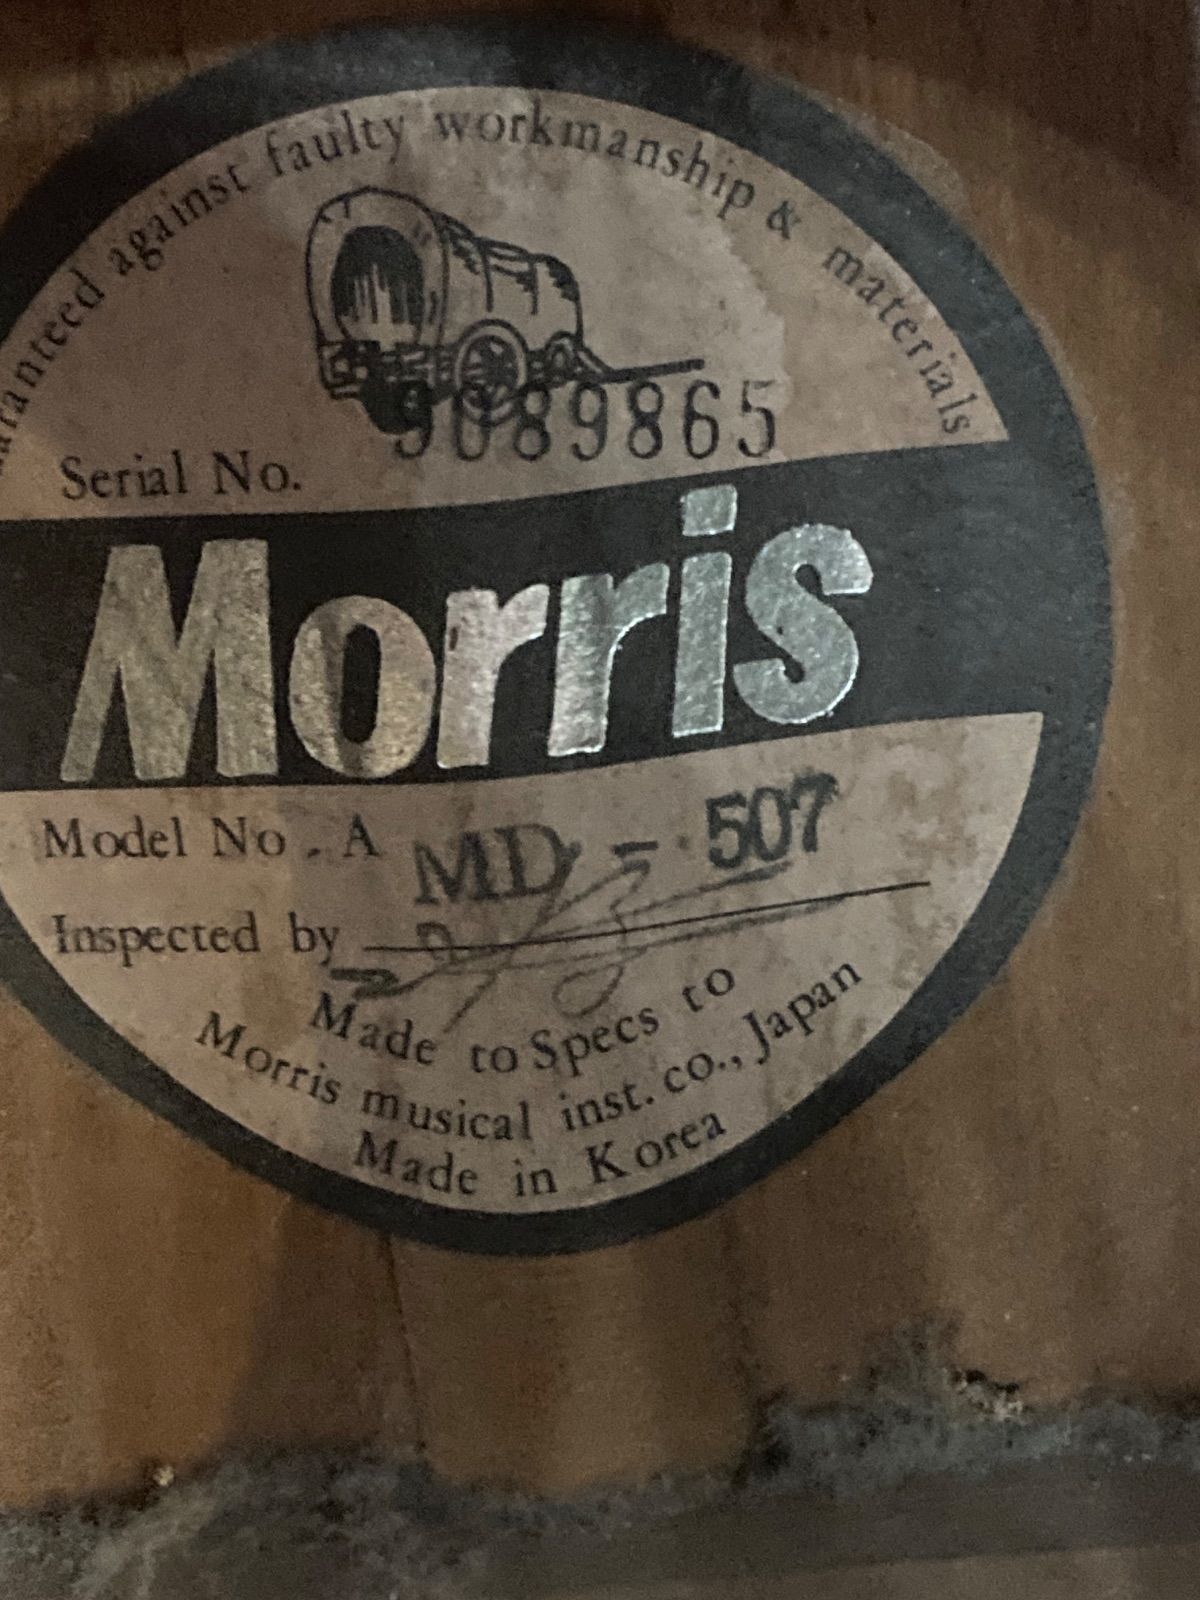 against faulty workmanship & materials
9089865
Serial No.
Morris
Model No. A MD-507
Inspected by
Made to Specs to
Morris musical inst. co., Japan
Made in Korea